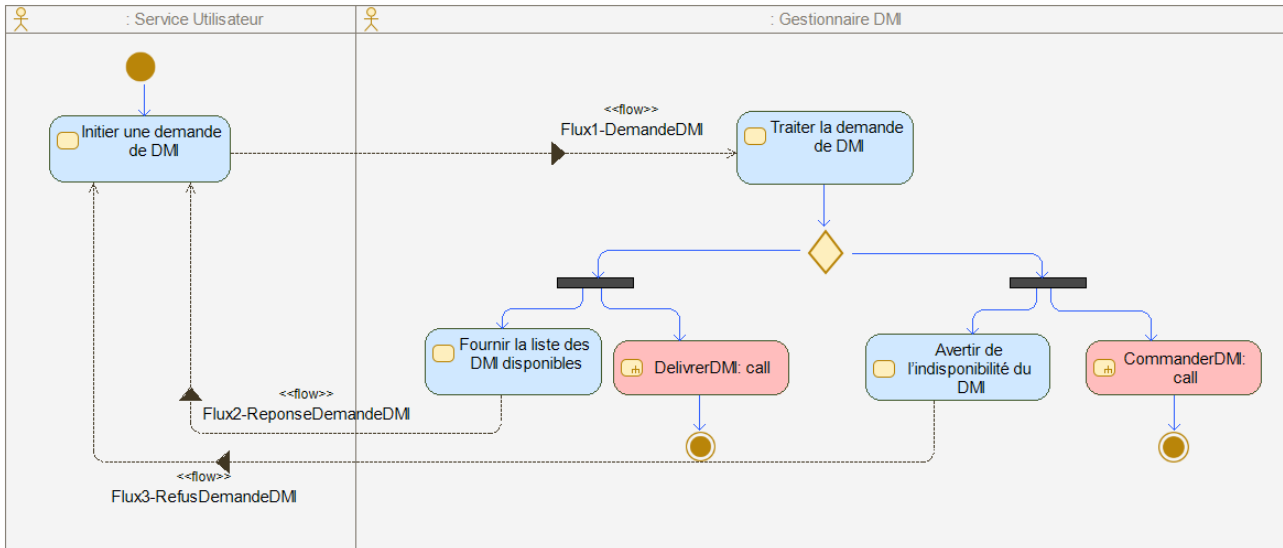 : Service Utilisateur
: Gestionnaire DMI
Initier une demande
de DMI
<<flow>>
Flux1-DemandeDMI
Traiter la demande
de DMI
Fournir la liste des
DMI disponibles
DelivrerDMI: call
Avertir de
l'indisponibilité du
DMI
CommanderDMI:
call
<<flow>>
Flux2-ReponseDemandeDMI
<<flow>>
Flux3-RefusDemandeDMI